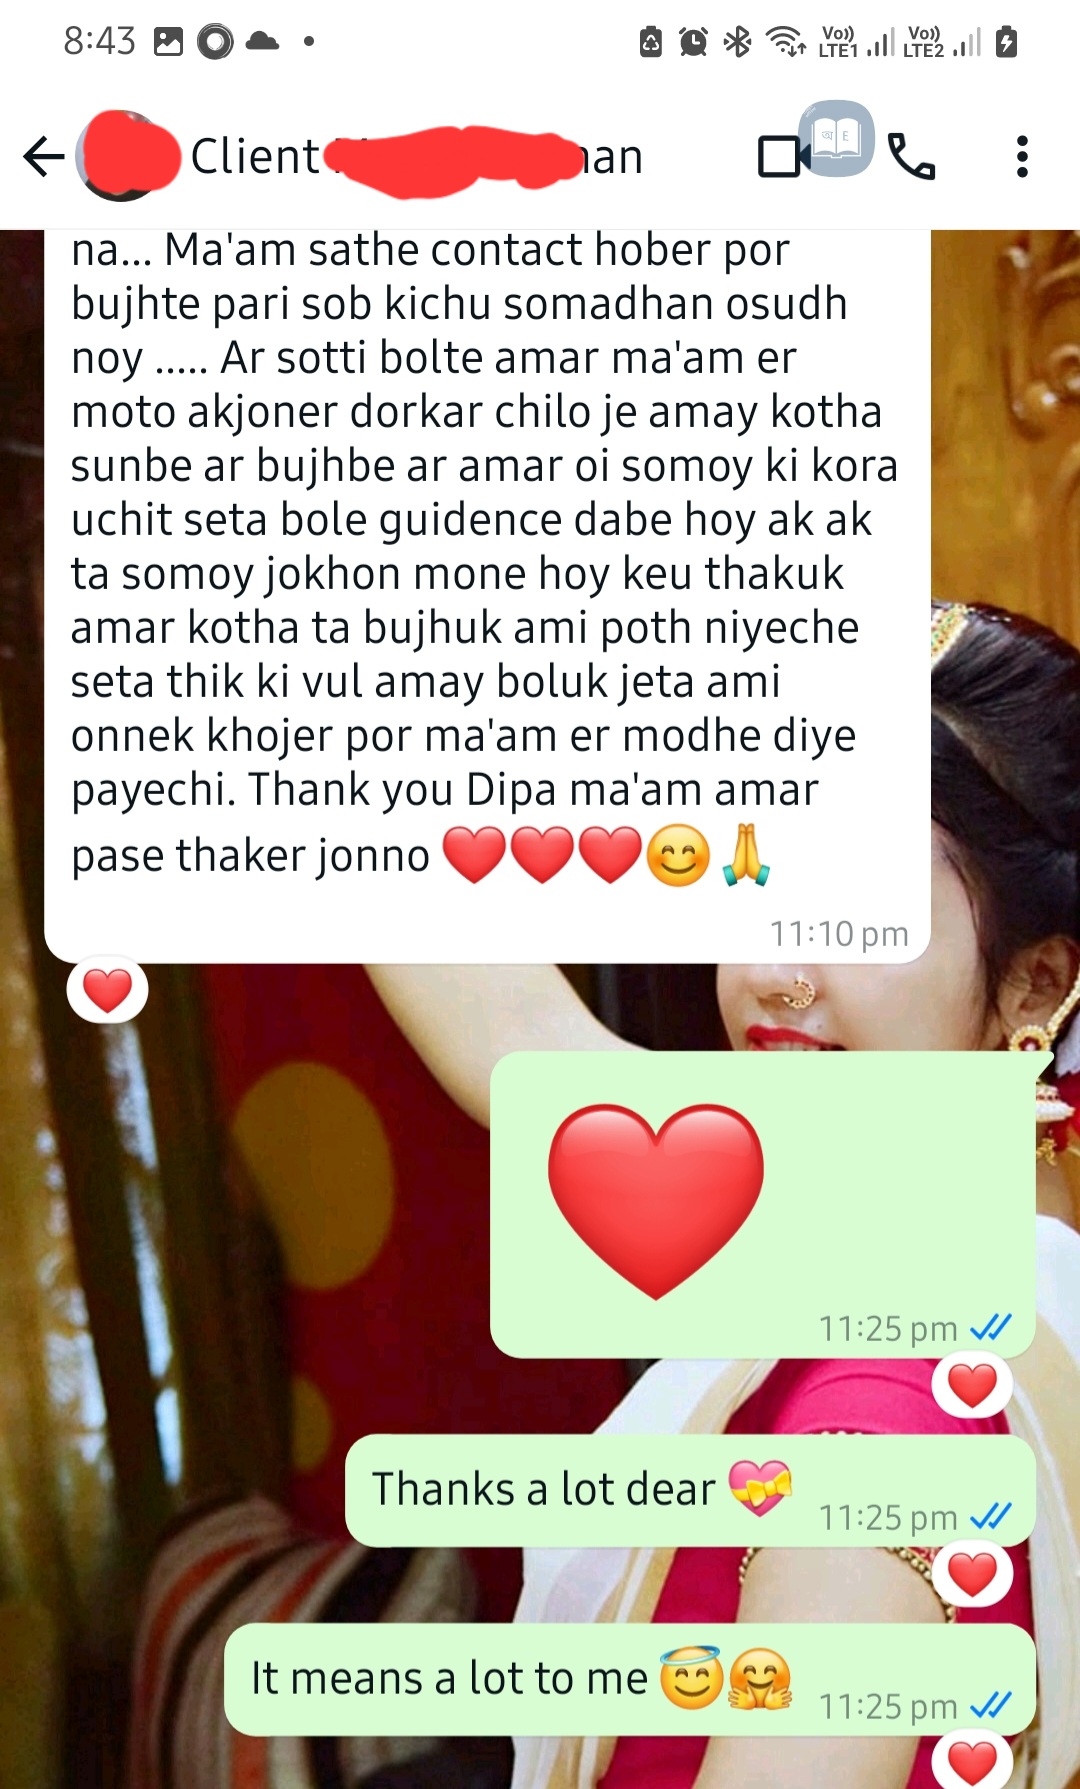 8:43
Vo)) LTE1 Vo)) LTE2
Client
অ E
na... Ma'am sathe contact hober por
bujhte pari sob kichu somadhan osudh
noy ..... Ar sotti bolte amar ma'am er
moto akjoner dorkar chilo je amay kotha
sunbe ar bujhbe ar amar oi somoy ki kora
uchit seta bole guidence dabe hoy ak ak
ta somoy jokhon mone hoy keu thakuk
amar kotha ta bujhuk ami poth niyeche
seta thik ki vul amay boluk jeta ami
onnek khojer por ma'am er modhe diye
payechi. Thank you Dipa ma'am amar
pase thaker jonno ❤️❤️❤️😊🙏
11:10 pm
❤️
❤️
11:25 pm
❤️
Thanks a lot dear 💝
11:25 pm
❤️
It means a lot to me 😇🤗
11:25 pm
❤️